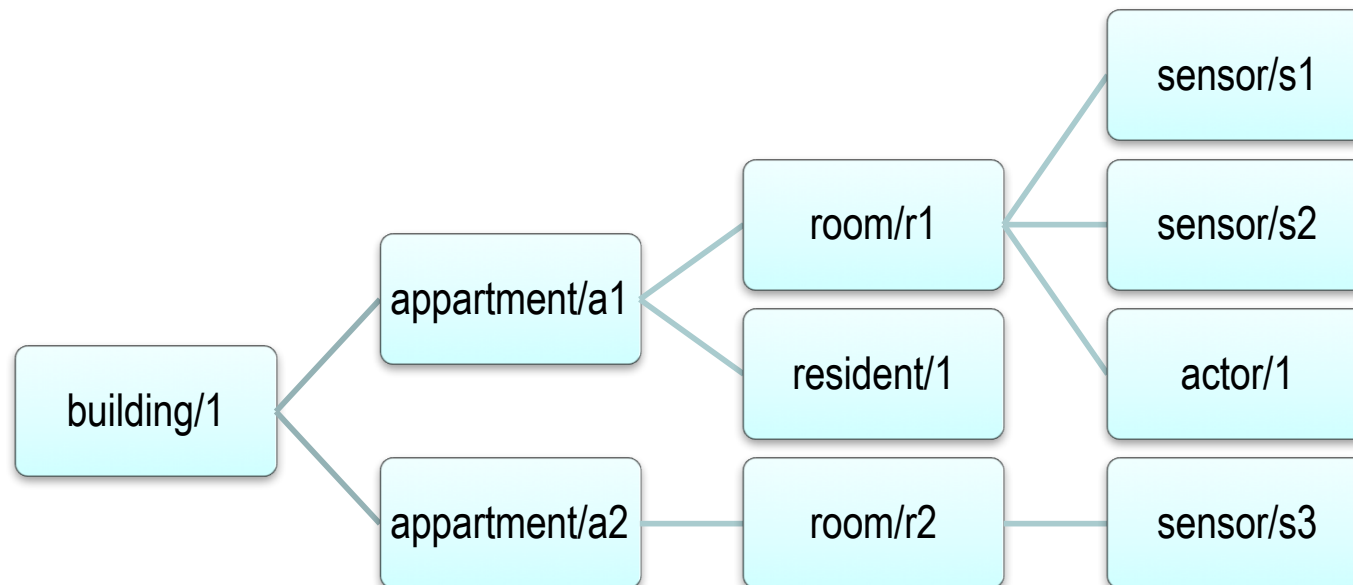 building/1
appartment/a1
appartment/a2
room/r1
resident/1
room/r2
sensor/s1
sensor/s2
actor/1
sensor/s3